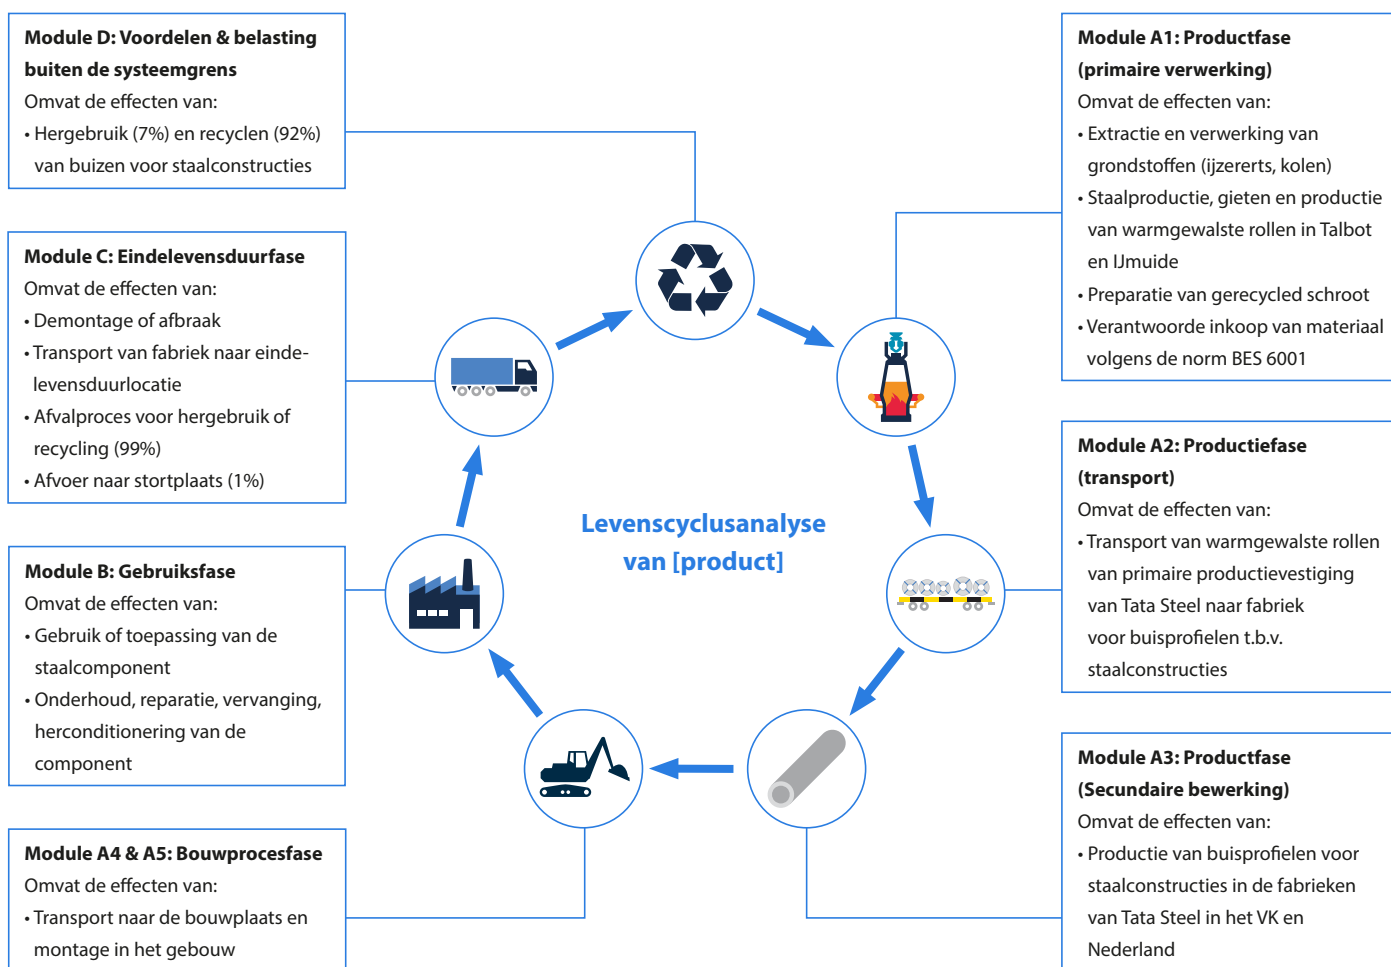 Module D: Voordelen & belasting
buiten de systeemgrens
Omvat de effecten van:
• Hergebruik (7%) en recyclen (92%)
van buizen voor staalconstructies
Module C: Eindelevensduurfase
Omvat de effecten van:
• Demontage of afbraak
• Transport van fabriek naar einde-
levensduurlocatie
• Afvalproces voor hergebruik of
recycling (99%)
• Afvoer naar stortplaats (1%)
Module B: Gebruiksfase
Omvat de effecten van:
• Gebruik of toepassing van de
staalcomponent
• Onderhoud, reparatie, vervanging,
herconditionering van de
component
Module A4 & A5: Bouwprocesfase
Omvat de effecten van:
• Transport naar de bouwplaats en
montage in het gebouw
Levenscyclusanalyse
van [product]
Module A1: Productfase
(primaire verwerking)
Omvat de effecten van:
• Extractie en verwerking van
grondstoffen (ijzererts, kolen)
• Staalproductie, gieten en productie
van warmgewalste rollen in Talbot
en IJmuide
• Preparatie van gerecycled schroot
• Verantwoorde inkoop van materiaal
volgens de norm BES 6001
Module A2: Productiefase
(transport)
Omvat de effecten van:
• Transport van warmgewalste rollen
van primaire productievestiging
van Tata Steel naar fabriek
voor buisprofielen t.b.v.
staalconstructies
Module A3: Productfase
(Secundaire bewerking)
Omvat de effecten van:
• Productie van buisprofielen voor
staalconstructies in de fabrieken
van Tata Steel in het VK en
Nederland